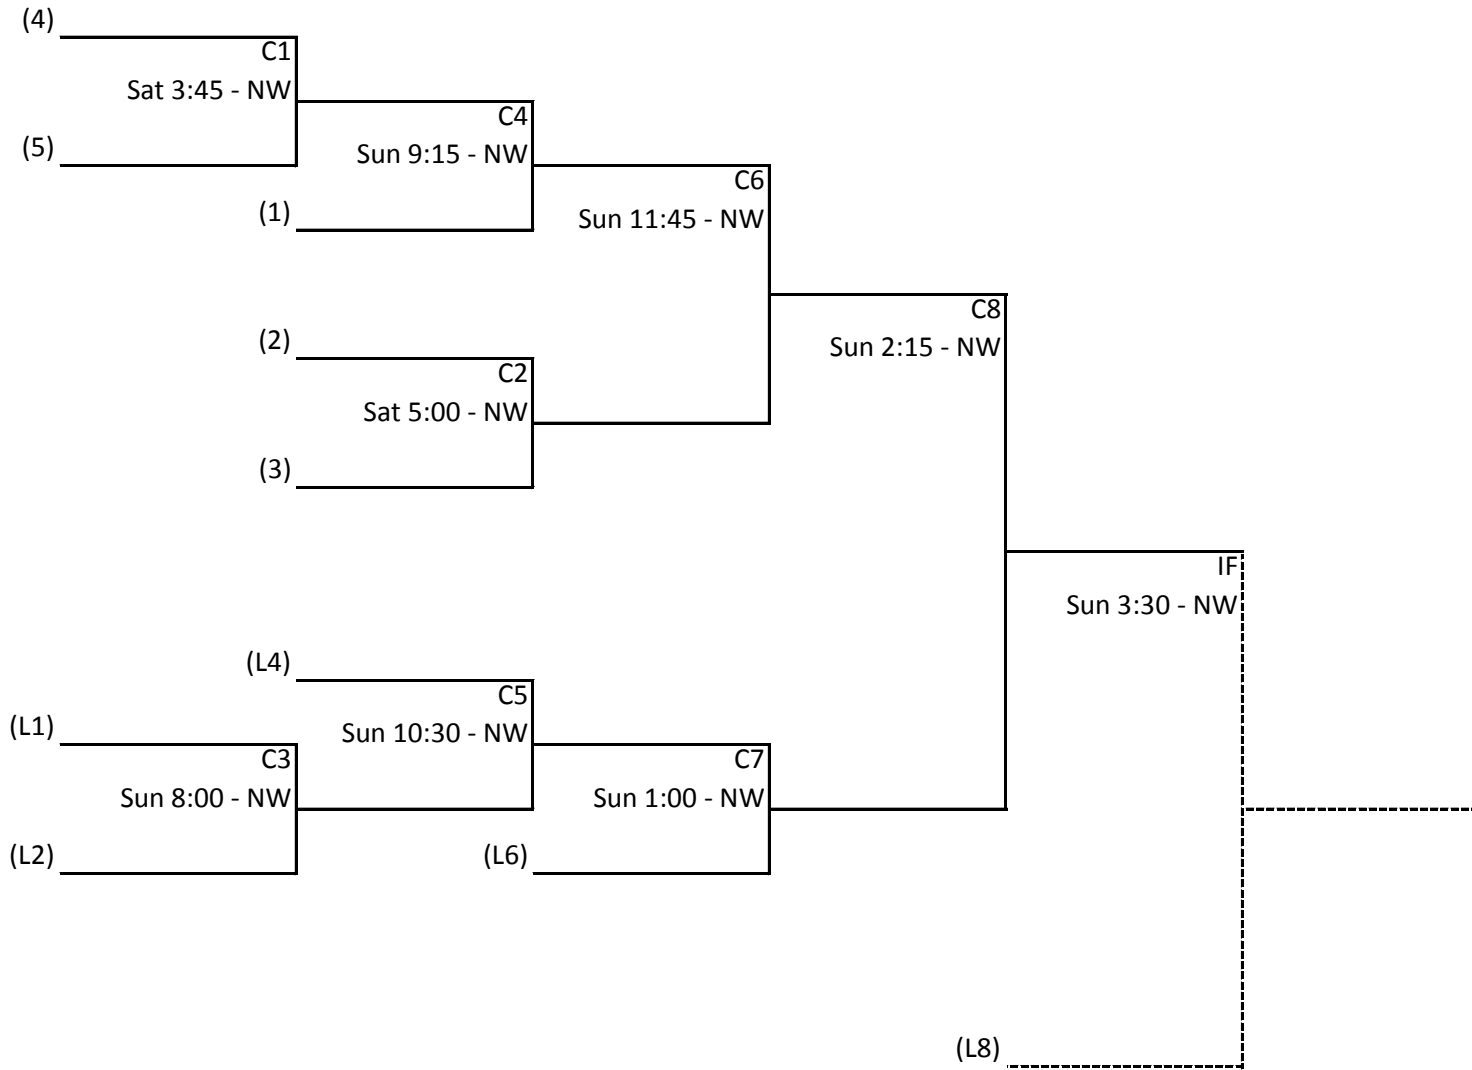 (4)
C1
Sat 3:45 - NW
C4
(5)
Sun 9:15 - NW
C6
(1)
Sun 11:45 - NW
C8
(2)
Sun 2:15 - NW
C2
Sat 5:00 - NW
(3)
IF
Sun 3:30 - NW
(L4)
C5
(L1)
Sun 10:30 - NW
C3
C7
Sun 8:00 - NW
Sun 1:00 - NW
(L2)
(L6)
(L8)